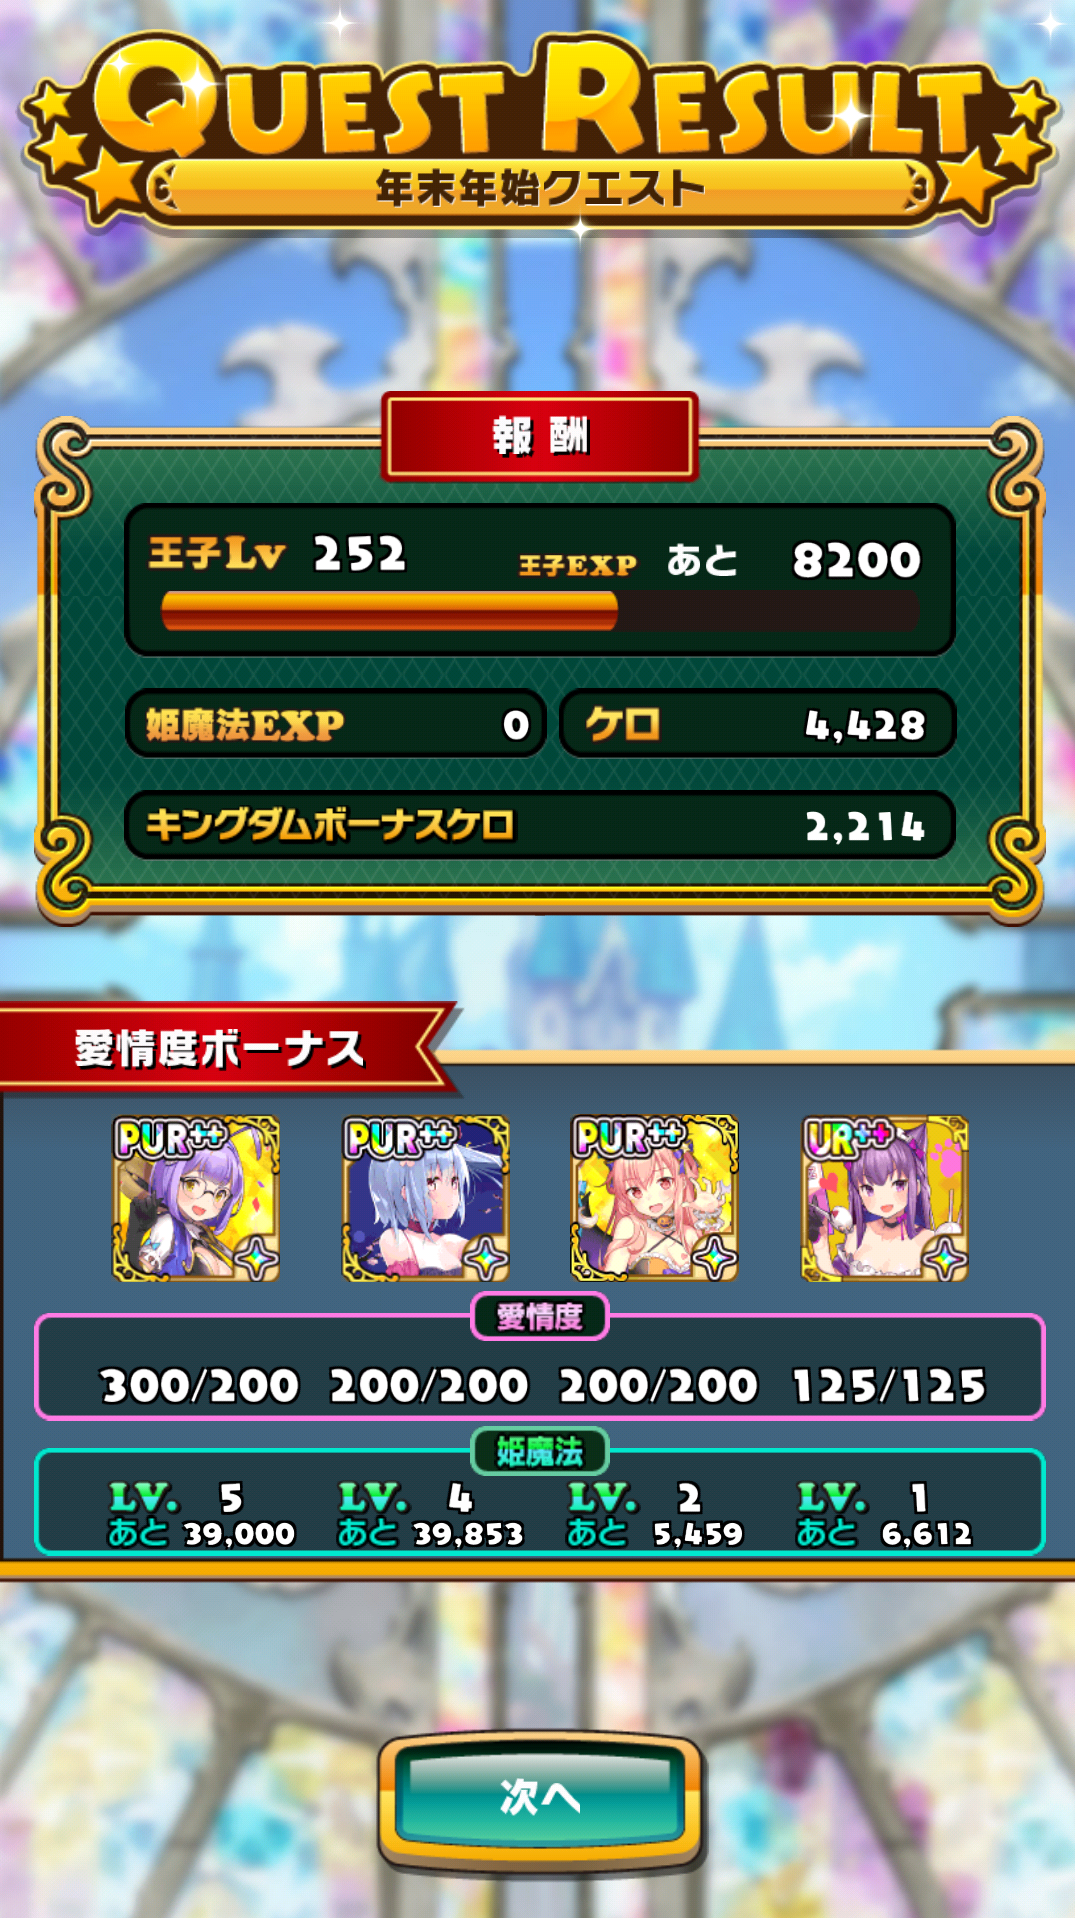 QUEST RESULT
年末年始クエスト
報酬
王子Lv 252 王子EXP あと 8200
姫魔法EXP 0 ケロ 4,428
キングダムボーナスケロ 2,214
愛情度ボーナス
PUR++ PUR++ PUR++ UR++
愛情度
300/200 200/200 200/200 125/125
姫魔法
LV. 5 LV. 4 LV. 2 LV. 1
あと 39,000 あと 39,853 あと 5,459 あと 6,612
次へ